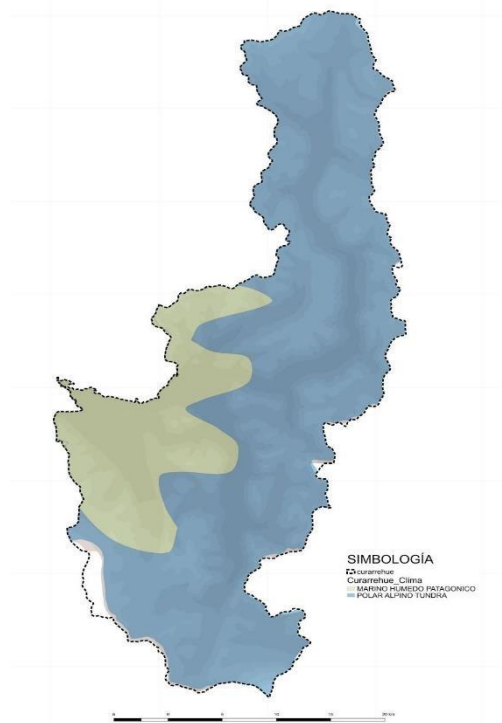 SIMBOLOGÍA
curarrehue
Curarrehue_Clima
MARINO HUMEDO PATAGONICO
POLAR ALPINO TUNDRA